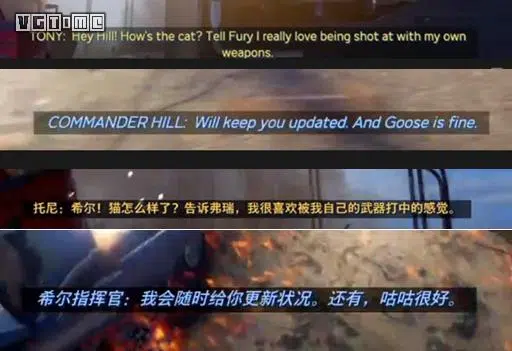 VGTIME
TONY: Hey Hill! How's the cat? Tell Fury I really love being shot at with my own
weapons.
COMMANDER HILL: Will keep you updated. And Goose is fine.
托尼：希尔！猫怎么样了？告诉弗瑞，我很喜欢被我自己的武器打中的感觉。
希尔指挥官：我会随时给你更新状况。还有，咕咕很好。